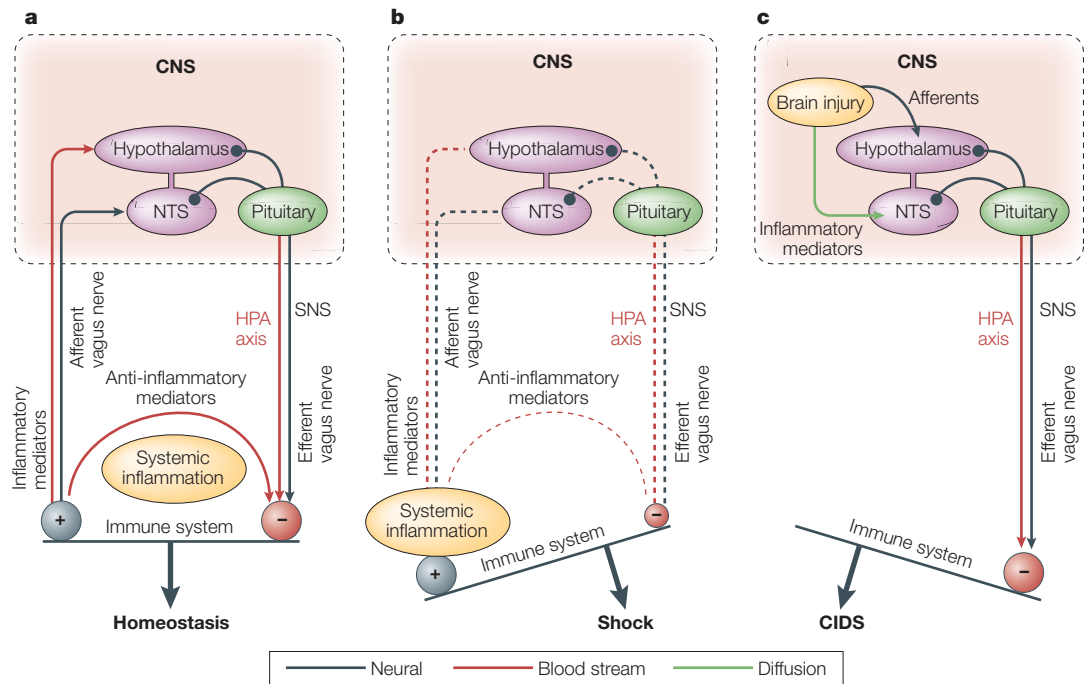 a
CNS
Hypothalamus
NTS
Pituitary
Inflammatory
mediators
Afferent
vagus nerve
HPA
axis
SNS
Efferent
vagus nerve
Anti-inflammatory
mediators
Systemic
inflammation
+
–
Immune system
Homeostasis
b
CNS
Hypothalamus
NTS
Pituitary
Inflammatory
mediators
Afferent
vagus nerve
HPA
axis
SNS
Efferent
vagus nerve
Anti-inflammatory
mediators
Systemic
inflammation
+
–
Immune system
Shock
c
CNS
Brain injury
Afferents
Hypothalamus
NTS
Pituitary
Inflammatory
mediators
HPA
axis
SNS
Efferent
vagus nerve
Immune system
–
CIDS
Neural
Blood stream
Diffusion